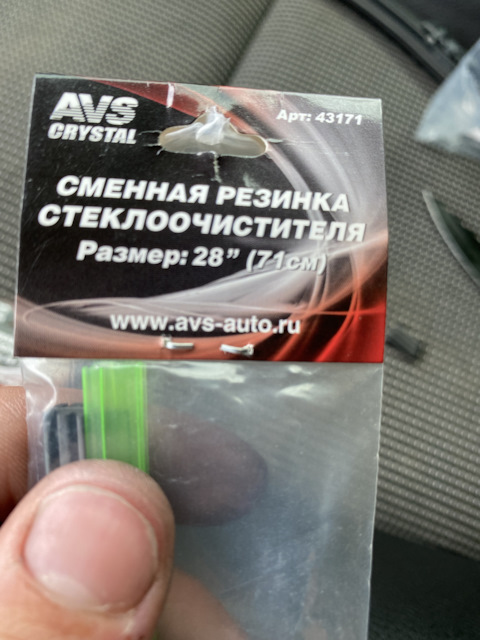 AVS
CRYSTAL
Арт: 43171
СМЕННАЯ РЕЗИНКА
СТЕКЛООЧИСТИТЕЛЯ
Размер: 28” (71см)
www.avs-auto.ru